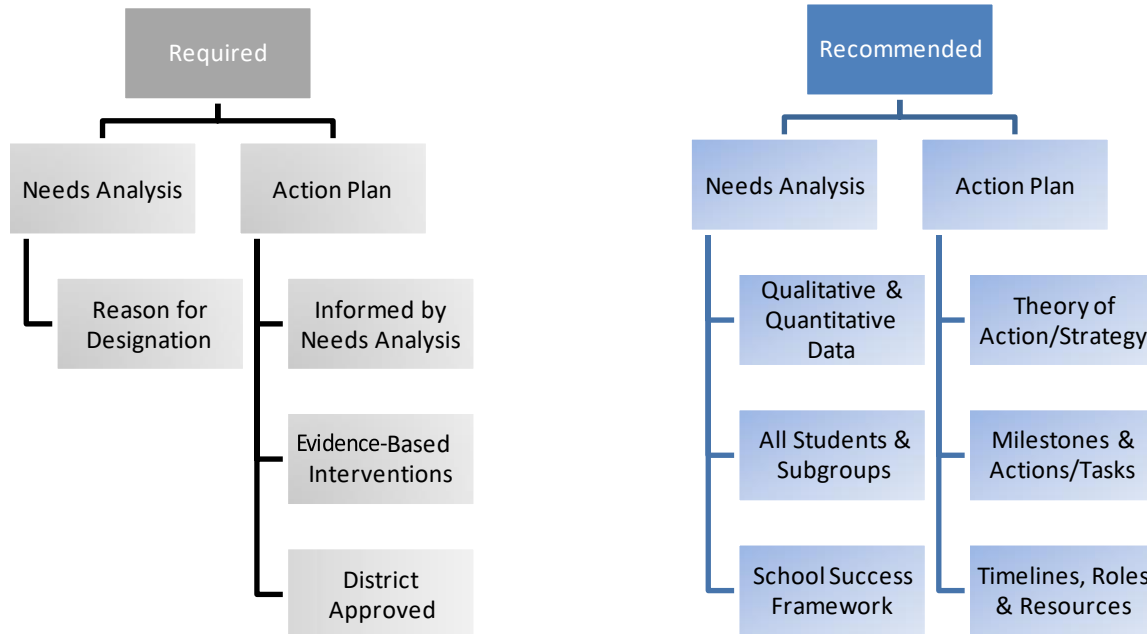 Required
Needs Analysis
Action Plan
Reason for
Designation
Informed by
Needs Analysis
Evidence-Based
Interventions
District
Approved
Recommended
Needs Analysis
Action Plan
Qualitative &
Quantitative
Data
All Students &
Subgroups
School Success
Framework
Theory of
Action/Strategy
Milestones &
Actions/Tasks
Timelines, Roles
& Resources